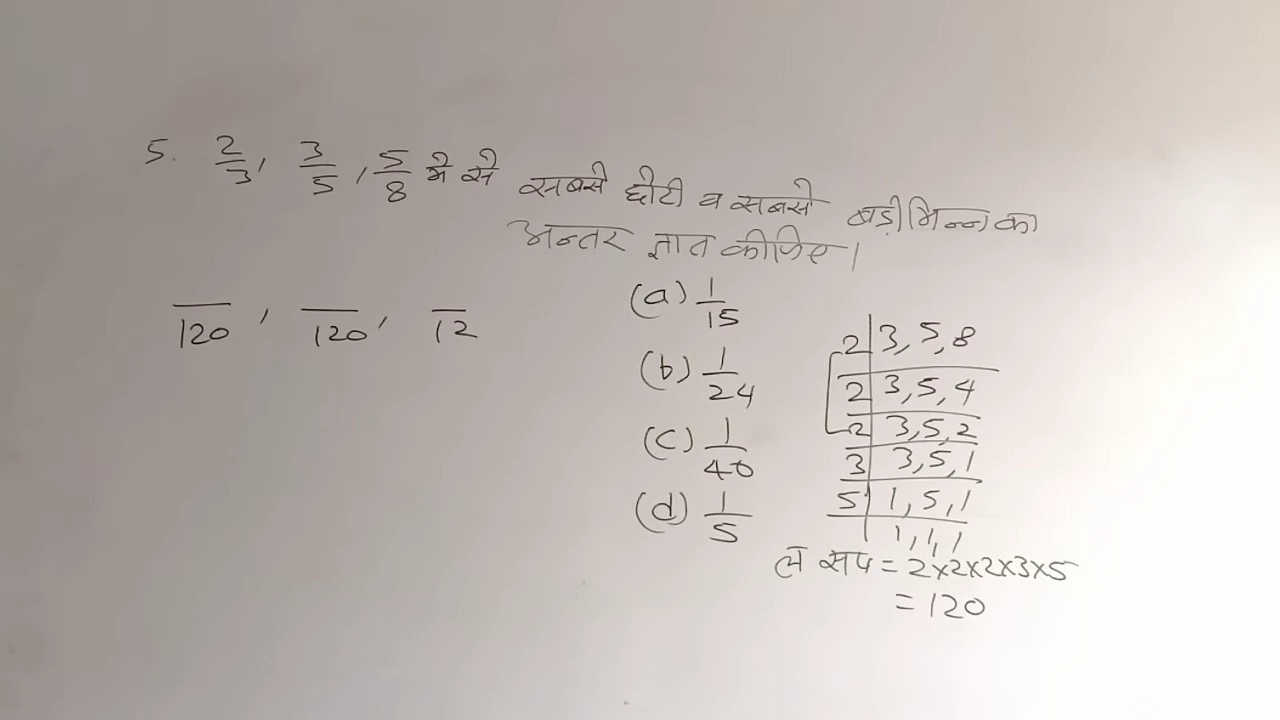 5. 2/3, 3/5, 5/8 मे से सबसे छोटी व सबसे बड़ी भिन्न का
अन्तर ज्ञात कीजिए।
(a) 1/15
(b) 1/24
(c) 1/40
(d) 1/5
/120, /120, /12
2 | 3, 5, 8
2 | 3, 5, 4
2 | 3, 5, 2
3 | 3, 5, 1
5 | 1, 5, 1
1, 1, 1
ल सप = 2×2×2×3×5
= 120